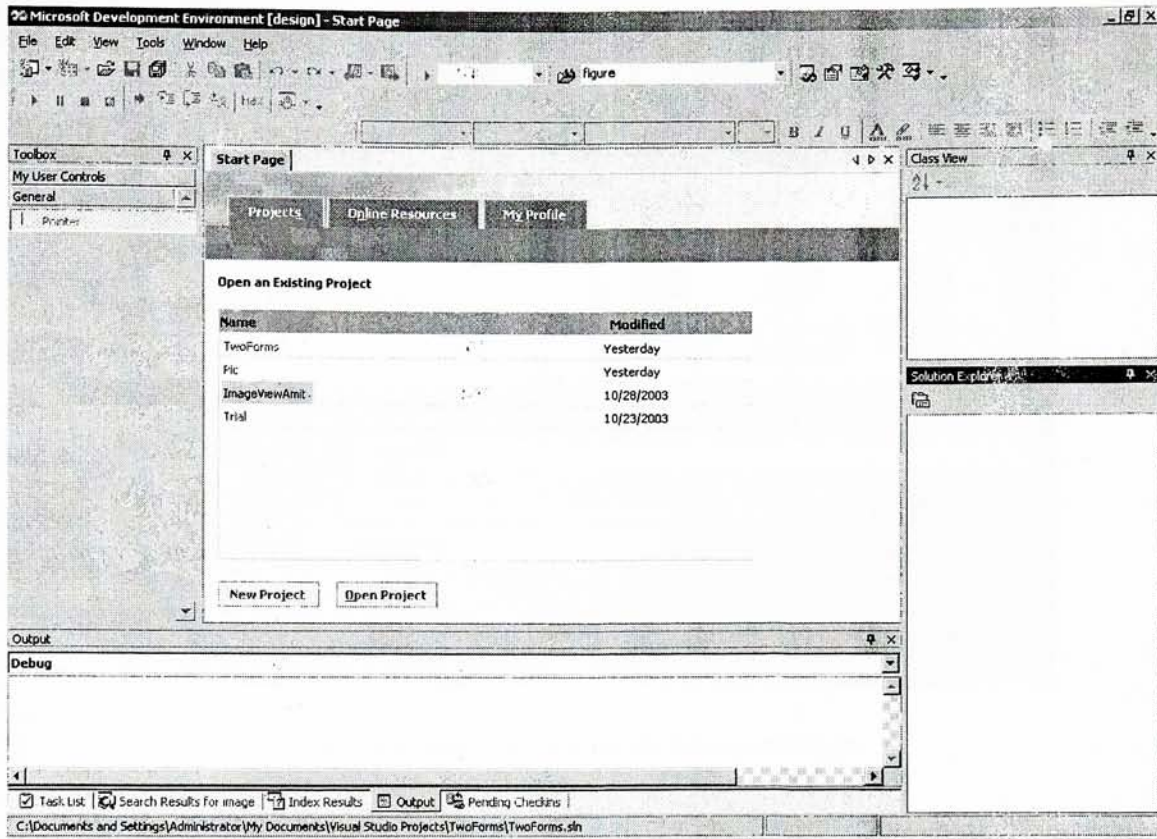 Microsoft Development Environment [design] - Start Page
File Edit View Tools Window Help
figure
Hex
B I U
Toolbox
My User Controls
General
Pointer
Start Page
Projects
Online Resources
My Profile
Open an Existing Project
Name Modified
TwoForms Yesterday
Pic Yesterday
ImageViewAmit 10/28/2003
Trial 10/23/2003
New Project
Open Project
Class View
Solution Explorer
Output
Debug
Task List Search Results for image Index Results Output Pending Checkins
C:\Documents and Settings\Administrator\My Documents\Visual Studio Projects\TwoForms\TwoForms.sln